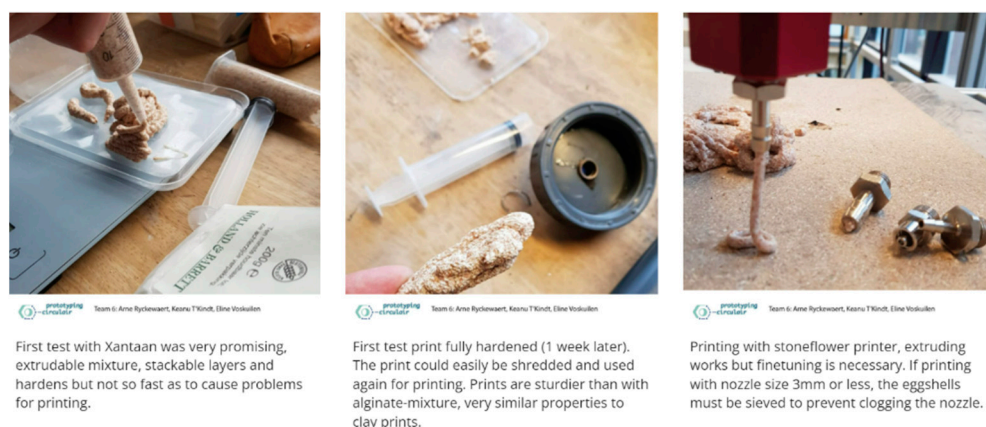 HOLLAND & BARRETT
200g e
prototyping
-circulair
Team 6: Arne Ryckewaert, Keanu T'Kindt, Eline Voskuilen
First test with Xantaan was very promising,
extrudable mixture, stackable layers and
hardens but not so fast as to cause problems
for printing.
prototyping
-circulair
Team 6: Arne Ryckewaert, Keanu T'Kindt, Eline Voskuilen
First test print fully hardened (1 week later).
The print could easily be shredded and used
again for printing. Prints are sturdier than with
alginate-mixture, very similar properties to
clay prints.
prototyping
-circulair
Team 6: Arne Ryckewaert, Keanu T'Kindt, Eline Voskuilen
Printing with stoneflower printer, extruding
works but finetuning is necessary. If printing
with nozzle size 3mm or less, the eggshells
must be sieved to prevent clogging the nozzle.